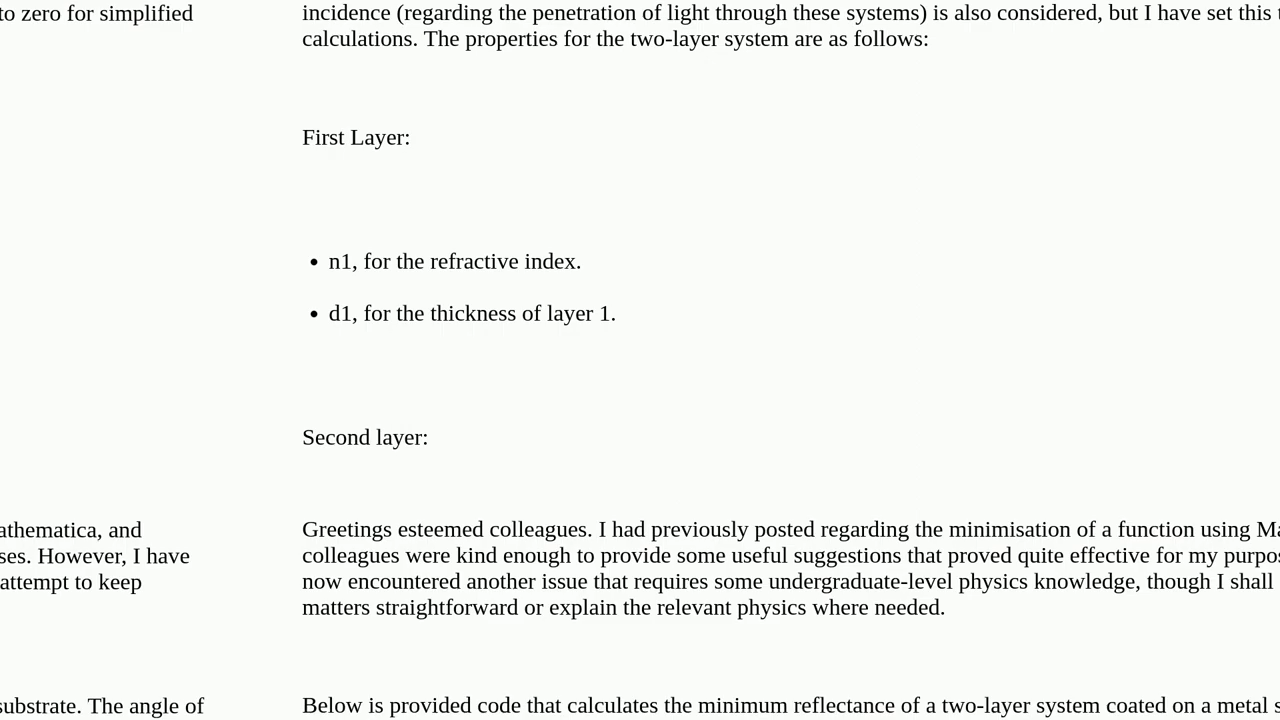 to zero for simplified
incidence (regarding the penetration of light through these systems) is also considered, but I have set this t
calculations. The properties for the two-layer system are as follows:
First Layer:
• n1, for the refractive index.
• d1, for the thickness of layer 1.
Second layer:
athematica, and
ses. However, I have
attempt to keep
Greetings esteemed colleagues. I had previously posted regarding the minimisation of a function using Ma
colleagues were kind enough to provide some useful suggestions that proved quite effective for my purpos
now encountered another issue that requires some undergraduate-level physics knowledge, though I shall
matters straightforward or explain the relevant physics where needed.
substrate. The angle of
Below is provided code that calculates the minimum reflectance of a two-layer system coated on a metal s